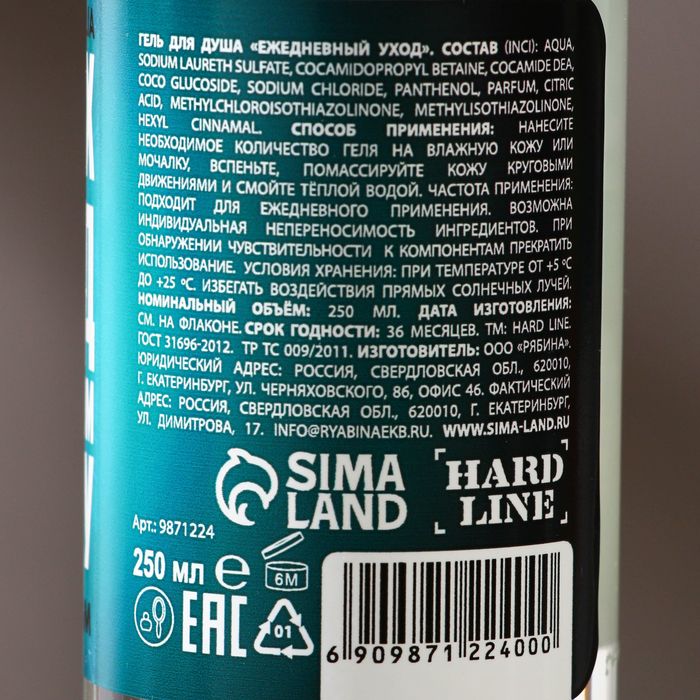 ГЕЛЬ ДЛЯ ДУША «ЕЖЕДНЕВНЫЙ УХОД». СОСТАВ (INCI): AQUA,
SODIUM LAURETH SULFATE, COCAMIDOPROPYL BETAINE, COCAMIDE DEA,
COCO GLUCOSIDE, SODIUM CHLORIDE, PANTHENOL, PARFUM, CITRIC
ACID, METHYLCHLOROISOTHIAZOLINONE, METHYLISOTHIAZOLINONE,
HEXYL CINNAMAL. СПОСОБ ПРИМЕНЕНИЯ: НАНЕСИТЕ
НЕОБХОДИМОЕ КОЛИЧЕСТВО ГЕЛЯ НА ВЛАЖНУЮ КОЖУ ИЛИ
МОЧАЛКУ, ВСПЕНЬТЕ, ПОМАССИРУЙТЕ КОЖУ КРУГОВЫМИ
ДВИЖЕНИЯМИ И СМОЙТЕ ТЁПЛОЙ ВОДОЙ. ЧАСТОТА ПРИМЕНЕНИЯ:
ПОДХОДИТ ДЛЯ ЕЖЕДНЕВНОГО ПРИМЕНЕНИЯ. ВОЗМОЖНА
ИНДИВИДУАЛЬНАЯ НЕПЕРЕНОСИМОСТЬ ИНГРЕДИЕНТОВ. ПРИ
ОБНАРУЖЕНИИ ЧУВСТВИТЕЛЬНОСТИ К КОМПОНЕНТАМ ПРЕКРАТИТЬ
ИСПОЛЬЗОВАНИЕ. УСЛОВИЯ ХРАНЕНИЯ: ПРИ ТЕМПЕРАТУРЕ ОТ +5 ºС
ДО +25 ºС. ИЗБЕГАТЬ ВОЗДЕЙСТВИЯ ПРЯМЫХ СОЛНЕЧНЫХ ЛУЧЕЙ.
НОМИНАЛЬНЫЙ ОБЪЁМ: 250 МЛ. ДАТА ИЗГОТОВЛЕНИЯ:
СМ. НА ФЛАКОНЕ. СРОК ГОДНОСТИ: 36 МЕСЯЦЕВ. ТМ: HARD LINE.
ГОСТ 31696-2012. ТР ТС 009/2011. ИЗГОТОВИТЕЛЬ: ООО «РЯБИНА».
ЮРИДИЧЕСКИЙ АДРЕС: РОССИЯ, СВЕРДЛОВСКАЯ ОБЛ., 620010,
Г. ЕКАТЕРИНБУРГ, УЛ. ЧЕРНЯХОВСКОГО, 86, ОФИС 46. ФАКТИЧЕСКИЙ
АДРЕС: РОССИЯ, СВЕРДЛОВСКАЯ ОБЛ., 620010, Г. ЕКАТЕРИНБУРГ,
УЛ. ДИМИТРОВА, 17. INFO@RYABINAEKB.RU. WWW.SIMA-LAND.RU
SIMA
LAND
HARD
LINE
Арт.: 9871224
250 мл e
6M
EAC
01
6 909871 224000